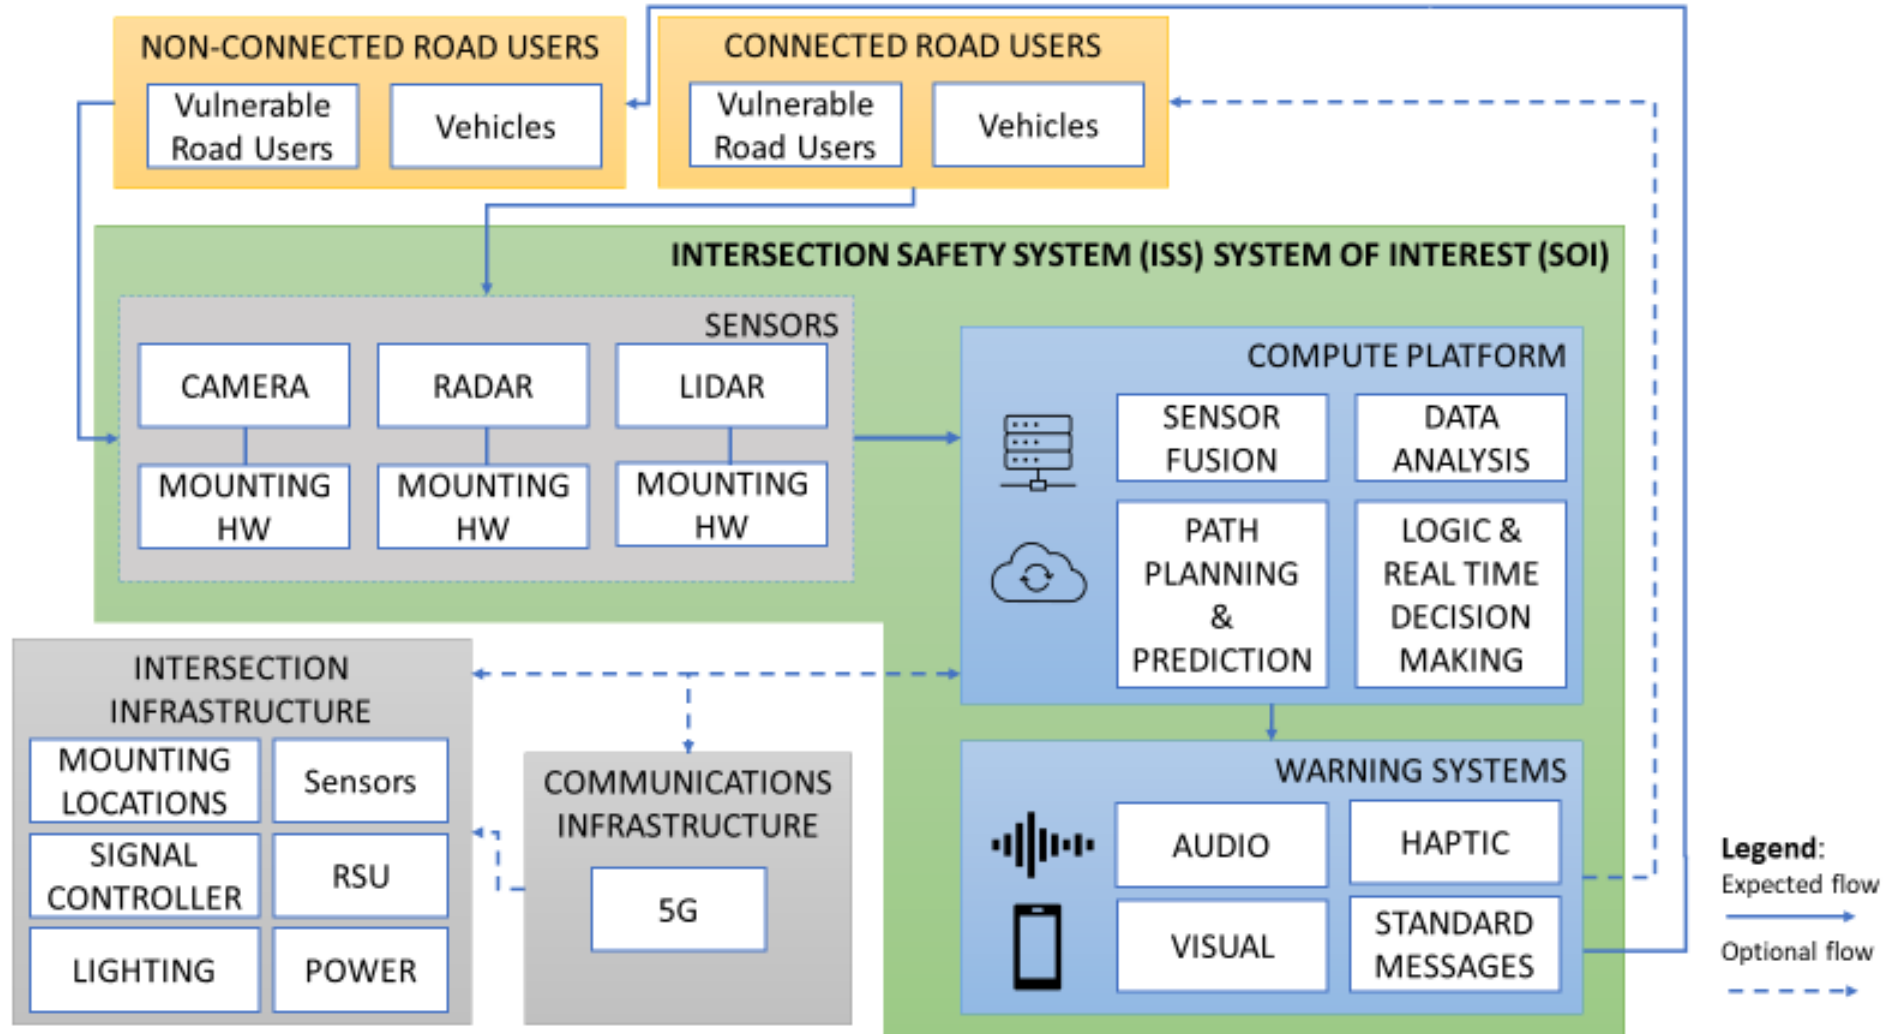 NON-CONNECTED ROAD USERS
Vulnerable
Road Users
Vehicles
CONNECTED ROAD USERS
Vulnerable
Road Users
Vehicles
INTERSECTION SAFETY SYSTEM (ISS) SYSTEM OF INTEREST (SOI)
SENSORS
CAMERA
RADAR
LIDAR
MOUNTING
HW
MOUNTING
HW
MOUNTING
HW
COMPUTE PLATFORM
SENSOR
FUSION
DATA
ANALYSIS
PATH
PLANNING
&
PREDICTION
LOGIC &
REAL TIME
DECISION
MAKING
INTERSECTION
INFRASTRUCTURE
MOUNTING
LOCATIONS
Sensors
SIGNAL
CONTROLLER
RSU
LIGHTING
POWER
COMMUNICATIONS
INFRASTRUCTURE
5G
WARNING SYSTEMS
AUDIO
HAPTIC
VISUAL
STANDARD
MESSAGES
Legend:
Expected flow
Optional flow